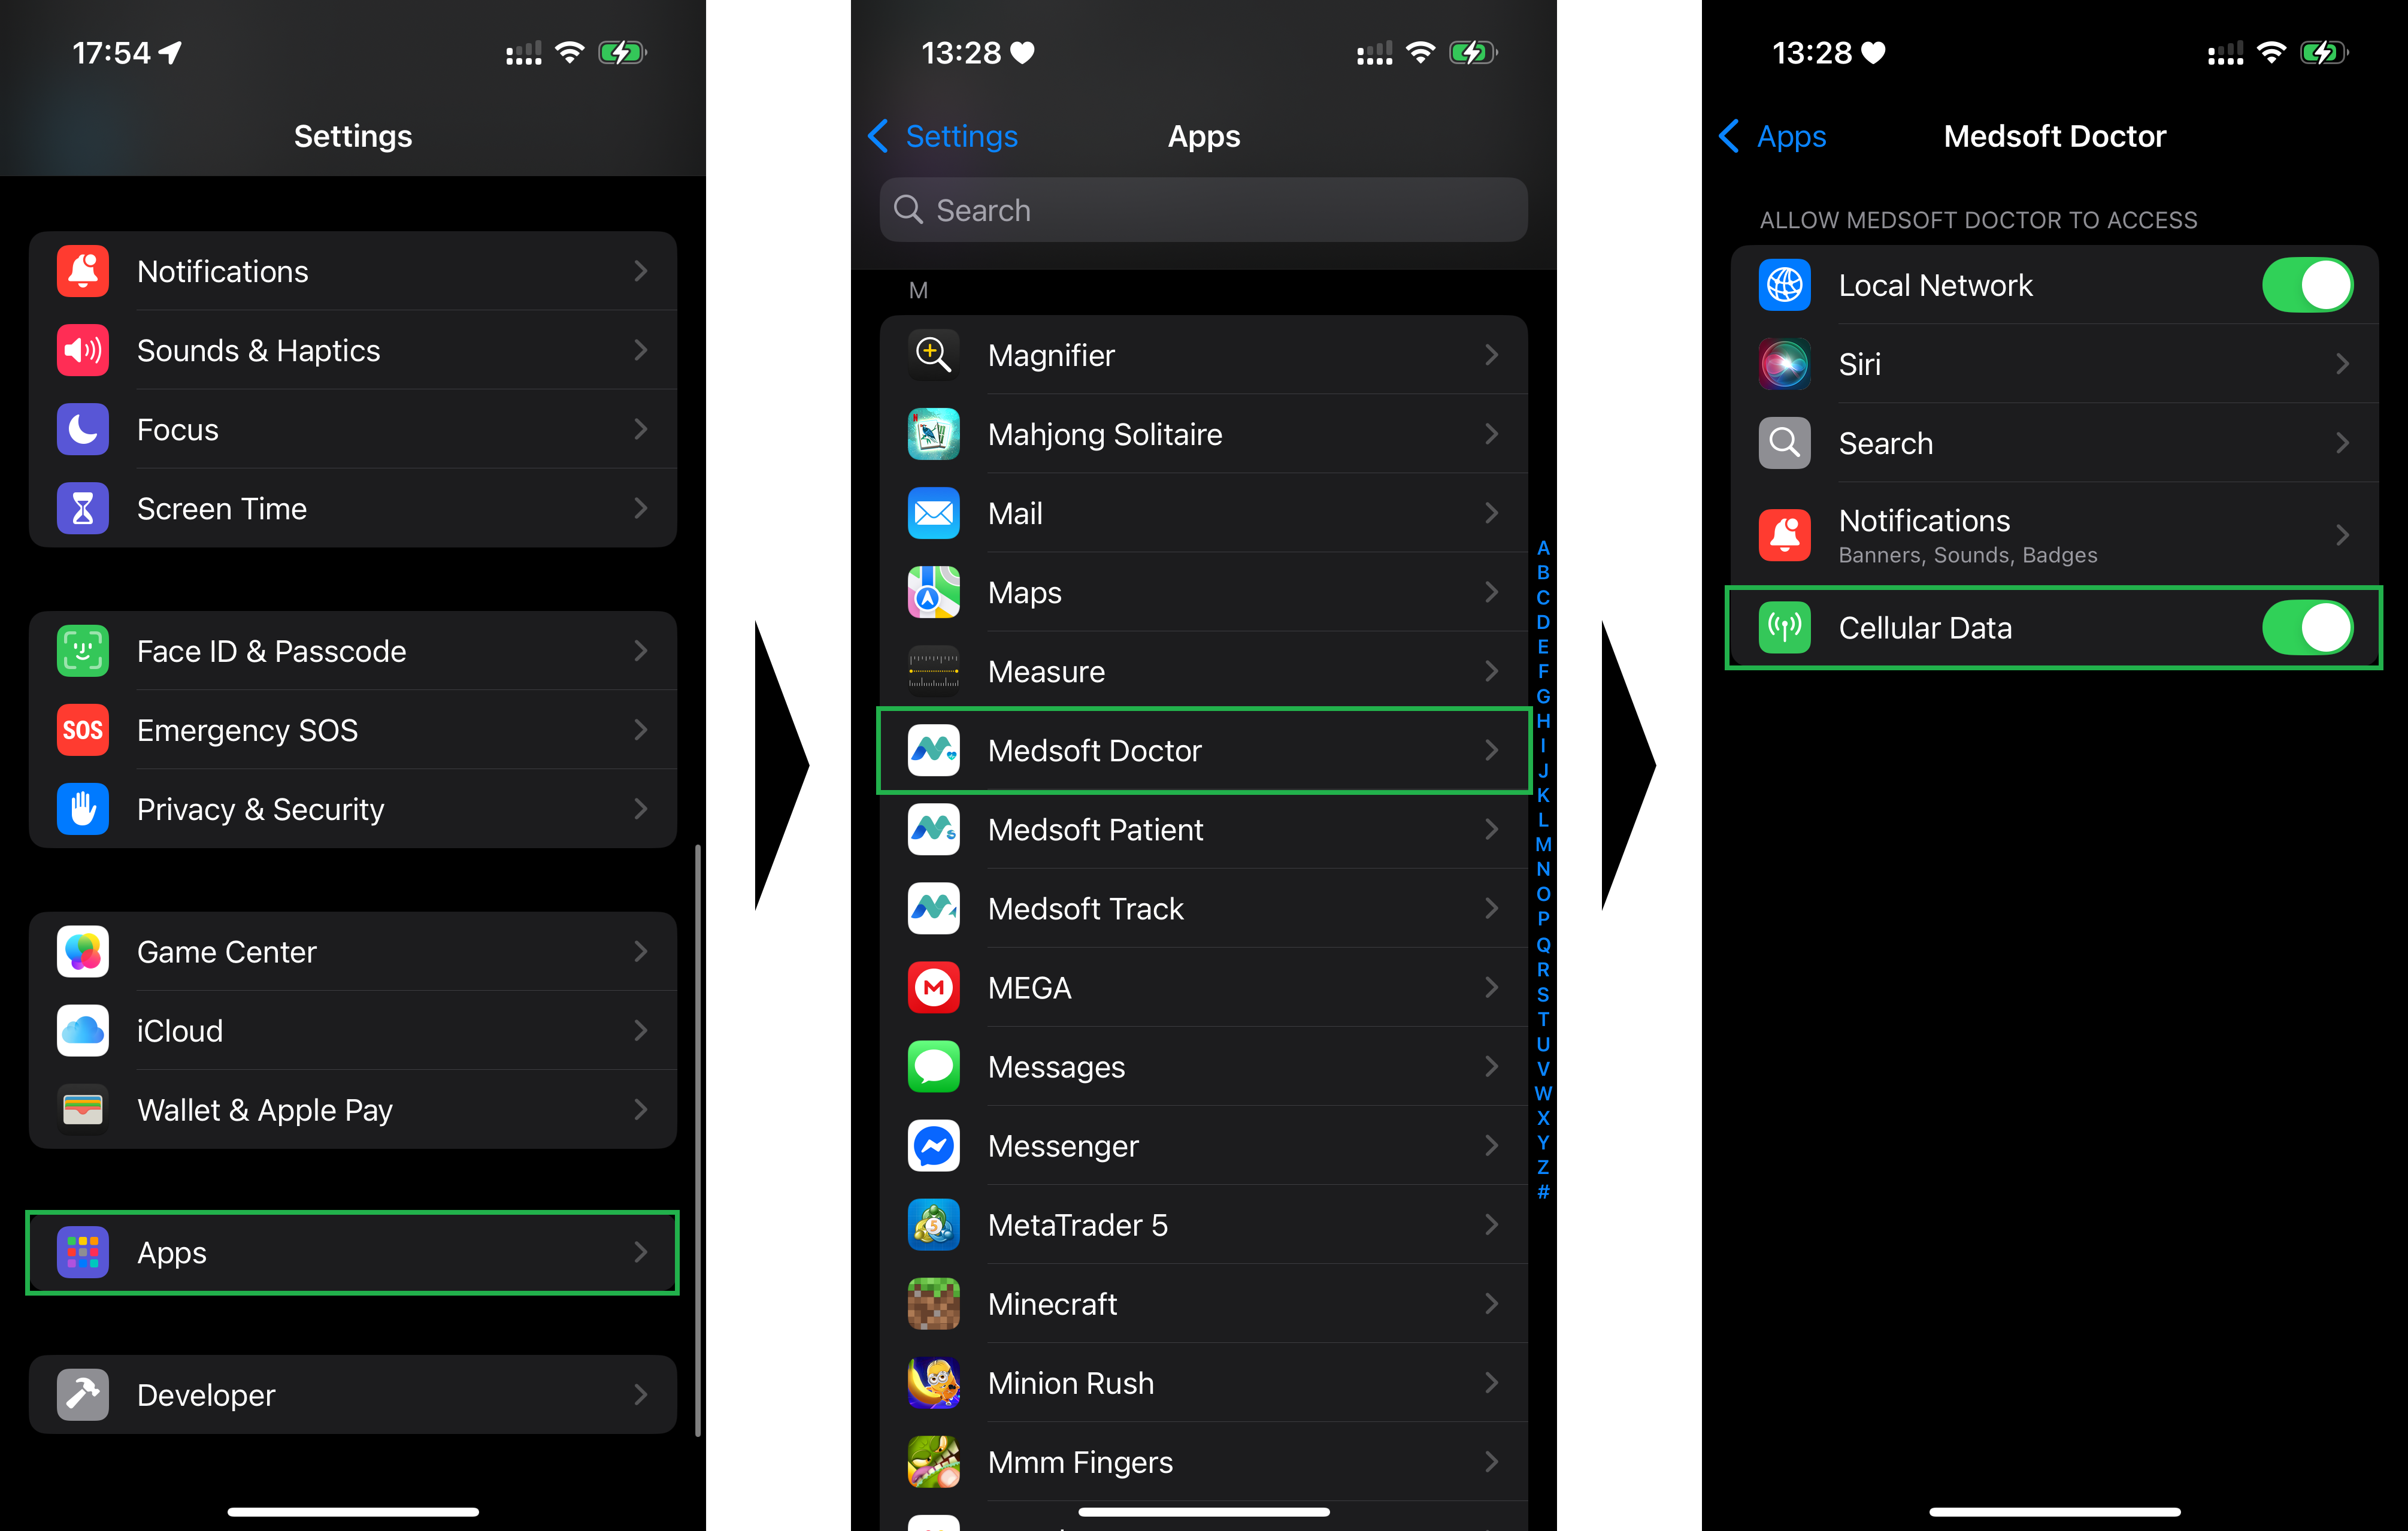 17:54
Settings
Notifications
Sounds & Haptics
Focus
Screen Time
Face ID & Passcode
SOS
Emergency SOS
Privacy & Security
Game Center
iCloud
Wallet & Apple Pay
Apps
Developer
13:28
Settings
Apps
Search
M
Magnifier
Mahjong Solitaire
Mail
Maps
Measure
Medsoft Doctor
Medsoft Patient
Medsoft Track
MEGA
Messages
Messenger
MetaTrader 5
Minecraft
Minion Rush
Mmm Fingers
A
B
C
D
E
F
G
H
I
J
K
L
M
N
O
P
Q
R
S
T
U
V
W
X
Y
Z
#
13:28
Apps
Medsoft Doctor
ALLOW MEDSOFT DOCTOR TO ACCESS
Local Network
Siri
Search
Notifications
Banners, Sounds, Badges
Cellular Data